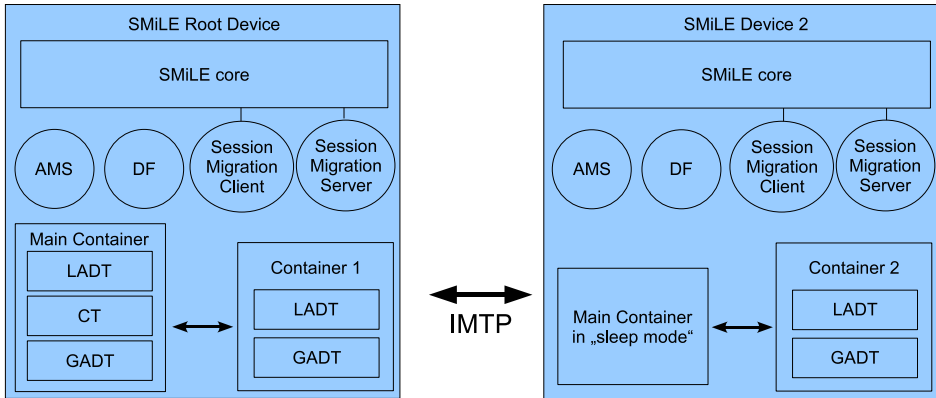 SMiLE Root Device
SMiLE core
AMS
DF
Session
Migration
Client
Session
Migration
Server
Main Container
LADT
CT
GADT
Container 1
LADT
GADT
IMTP
SMiLE Device 2
SMiLE core
AMS
DF
Session
Migration
Client
Session
Migration
Server
Main Container
in „sleep mode“
Container 2
LADT
GADT